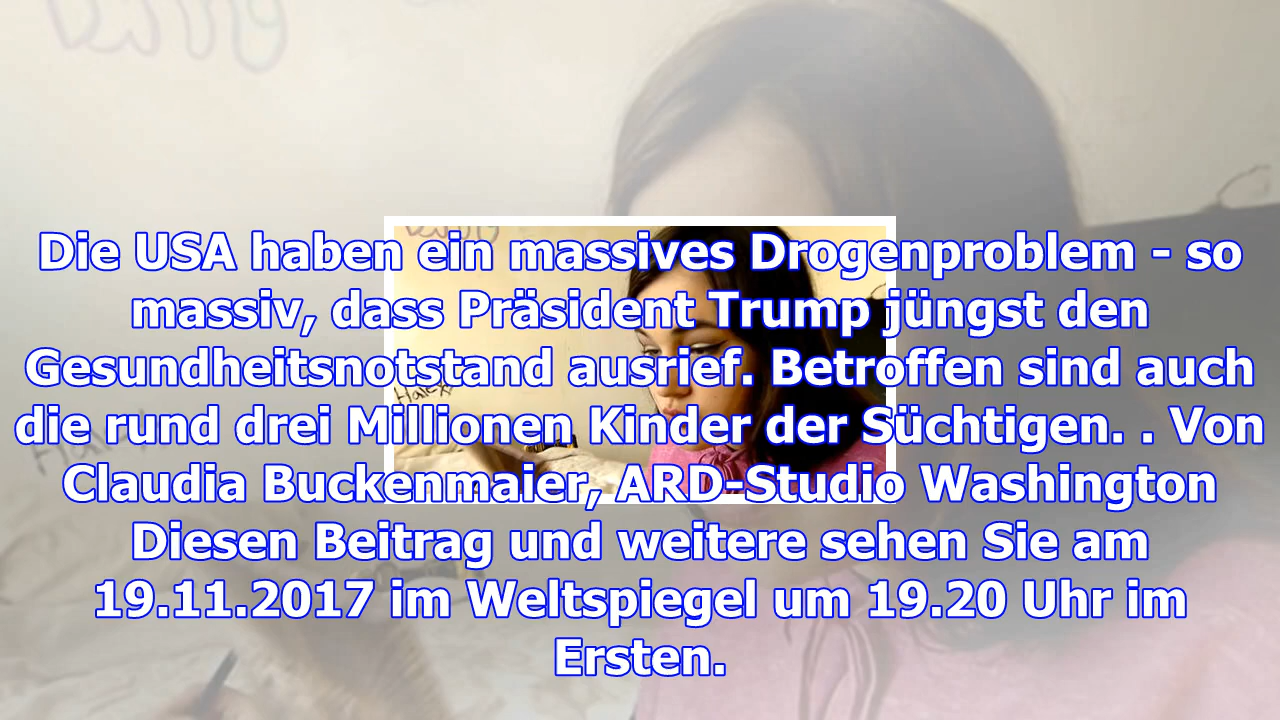 Die USA haben ein massives Drogenproblem - so
massiv, dass Präsident Trump jüngst den
Gesundheitsnotstand ausrief. Betroffen sind auch
die rund drei Millionen Kinder der Süchtigen. . Von
Claudia Buckenmaier, ARD-Studio Washington
Diesen Beitrag und weitere sehen Sie am
19.11.2017 im Weltspiegel um 19.20 Uhr im
Ersten.